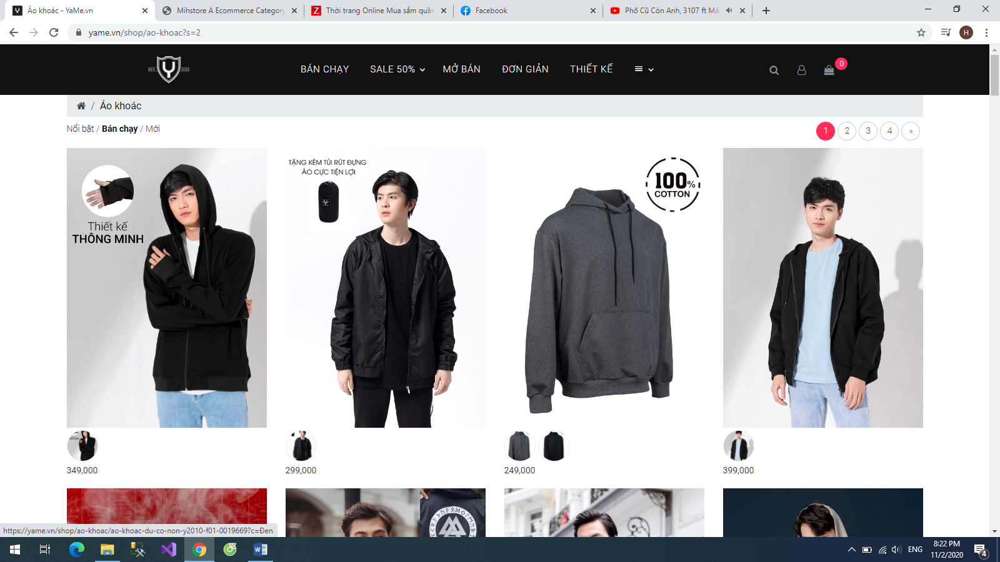 Áo khoác - YaMe.vn
Mihstore A Ecommerce Category
Thời trang Online Mua sắm quần
Facebook
Phố Cũ Còn Anh, 3107 ft Mã
yame.vn/shop/ao-khoac?s=2
H
Y
2010
BÁN CHẠY
SALE 50%
MỞ BÁN
ĐƠN GIẢN
THIẾT KẾ
0
/ Áo khoác
Nổi bật / Bán chạy / Mới
1 2 3 4 »
Thiết kế
THÔNG MINH
TẶNG KÈM TÚI RÚT ĐỰNG
ÁO CỰC TIỆN LỢI
100%
COTTON
349,000
299,000
249,000
399,000
https://yame.vn/shop/ao-khoac/ao-khoac-du-co-non-y2010-f01-0019669?c=Đen
ENG
8:22 PM
11/2/2020
4